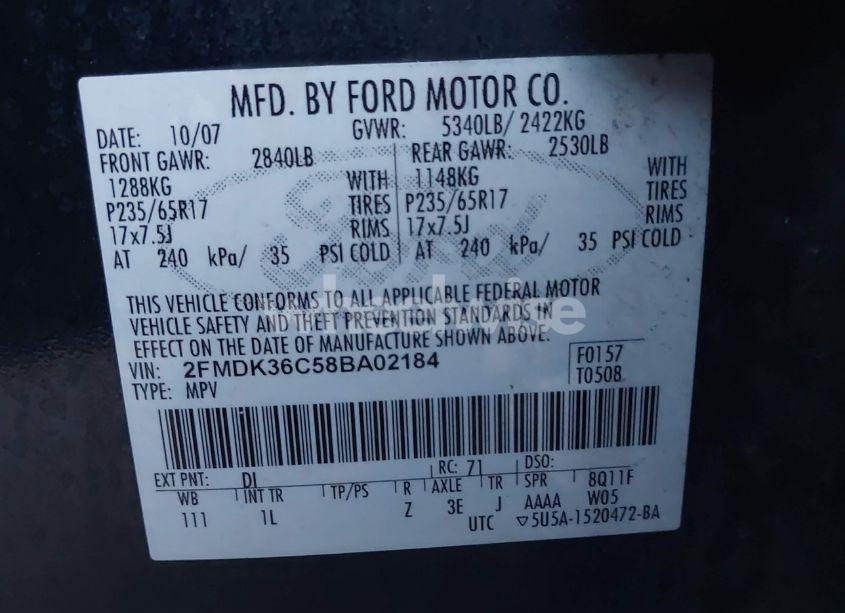 MFD. BY FORD MOTOR CO.
DATE: 10/07 GVWR: 5340LB/ 2422KG
FRONT GAWR: 2840LB REAR GAWR: 2530LB
1288KG WITH 1148KG WITH
P235/65R17 TIRES P235/65R17 TIRES
17x7.5J RIMS 17x7.5J RIMS
AT 240 kPa/ 35 PSI COLD AT 240 kPa/ 35 PSI COLD
THIS VEHICLE CONFORMS TO ALL APPLICABLE FEDERAL MOTOR
VEHICLE SAFETY AND THEFT PREVENTION STANDARDS IN
EFFECT ON THE DATE OF MANUFACTURE SHOWN ABOVE.
VIN: 2FMDK36C58BA02184 F0157
TYPE: MPV T0508
EXT PNT: DI RC: 71 DSO:
WB INT TR TP/PS R AXLE TR SPR 8Q11F
111 1L Z 3E J AAAA W05
UTC ▽5U5A-1520472-BA